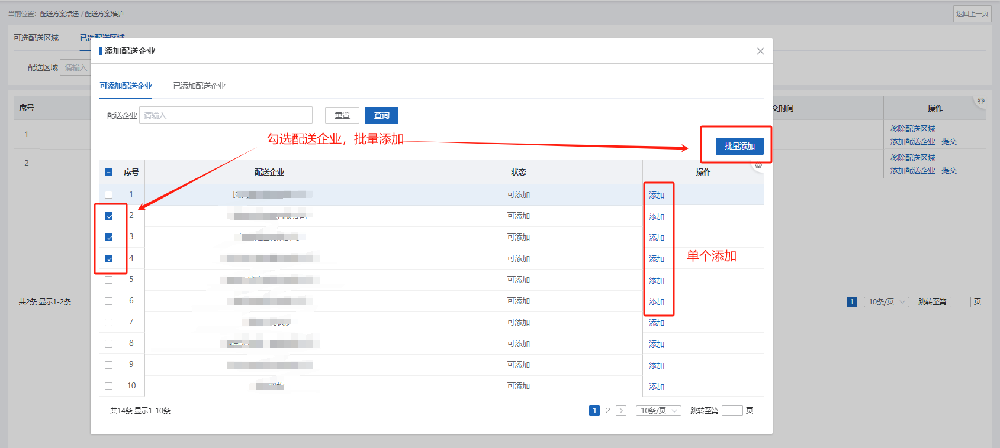 当前位置：配送方案点选 / 配送方案维护
返回上一页
可选配送区域 已选配送区域
配送区域 请输入
序号 交时间 操作
1 移除配送区域
添加配送企业 提交
2 移除配送区域
添加配送企业 提交
共2条 显示1-2条 1 10条/页 跳转至第 页
添加配送企业
可添加配送企业 已添加配送企业
配送企业 请输入 重置 查询
勾选配送企业，批量添加
批量添加
序号 配送企业 状态 操作
1 可添加 添加
2 可添加 添加
3 可添加 添加
4 可添加 添加
单个添加
5 可添加 添加
6 可添加 添加
7 可添加 添加
8 可添加 添加
9 可添加 添加
10 可添加 添加
共14条 显示1-10条 1 2 10条/页 跳转至第 页